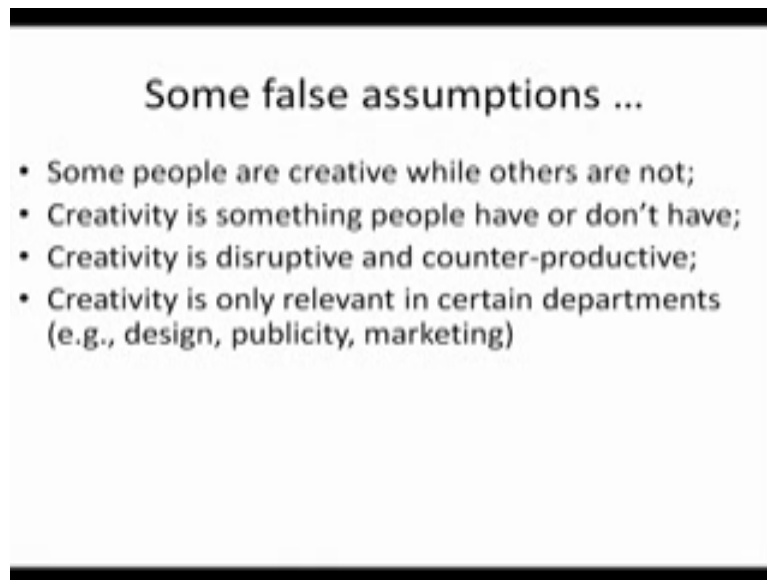 Some false assumptions ...
• Some people are creative while others are not;
• Creativity is something people have or don't have;
• Creativity is disruptive and counter-productive;
• Creativity is only relevant in certain departments
(e.g., design, publicity, marketing)